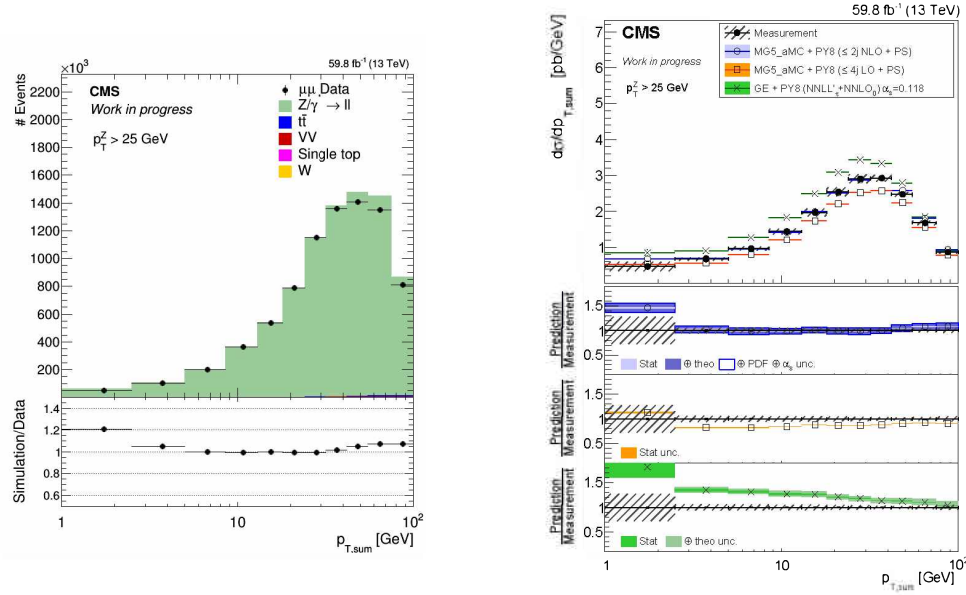 59.8 fb⁻¹ (13 TeV)
×10³
# Events
2200
2000
1800
1600
1400
1200
1000
800
600
400
200
CMS
Work in progress
p_T^Z > 25 GeV
μμ Data
Z/γ → ll
tt̄
VV
Single top
W
Simulation/Data
1.4
1.2
1
0.8
0.6
1
10
10²
p_T,sum [GeV]
59.8 fb⁻¹ (13 TeV)
dσ/dp_T,sum [pb/GeV]
7
6
5
4
3
2
1
CMS
Work in progress
p_T^Z > 25 GeV
Measurement
MG5_aMC + PY8 (≤ 2j NLO + PS)
MG5_aMC + PY8 (≤ 4j LO + PS)
GE + PY8 (NNLL'_τ+NNLO_0) α_s=0.118
Prediction
Measurement
1.5
1
0.5
Stat
⊕ theo
⊕ PDF ⊕ α_s unc.
Prediction
Measurement
1
0.5
Stat unc.
Prediction
Measurement
1.5
1
0.5
Stat
⊕ theo unc.
1
10
10²
p_T,sum [GeV]